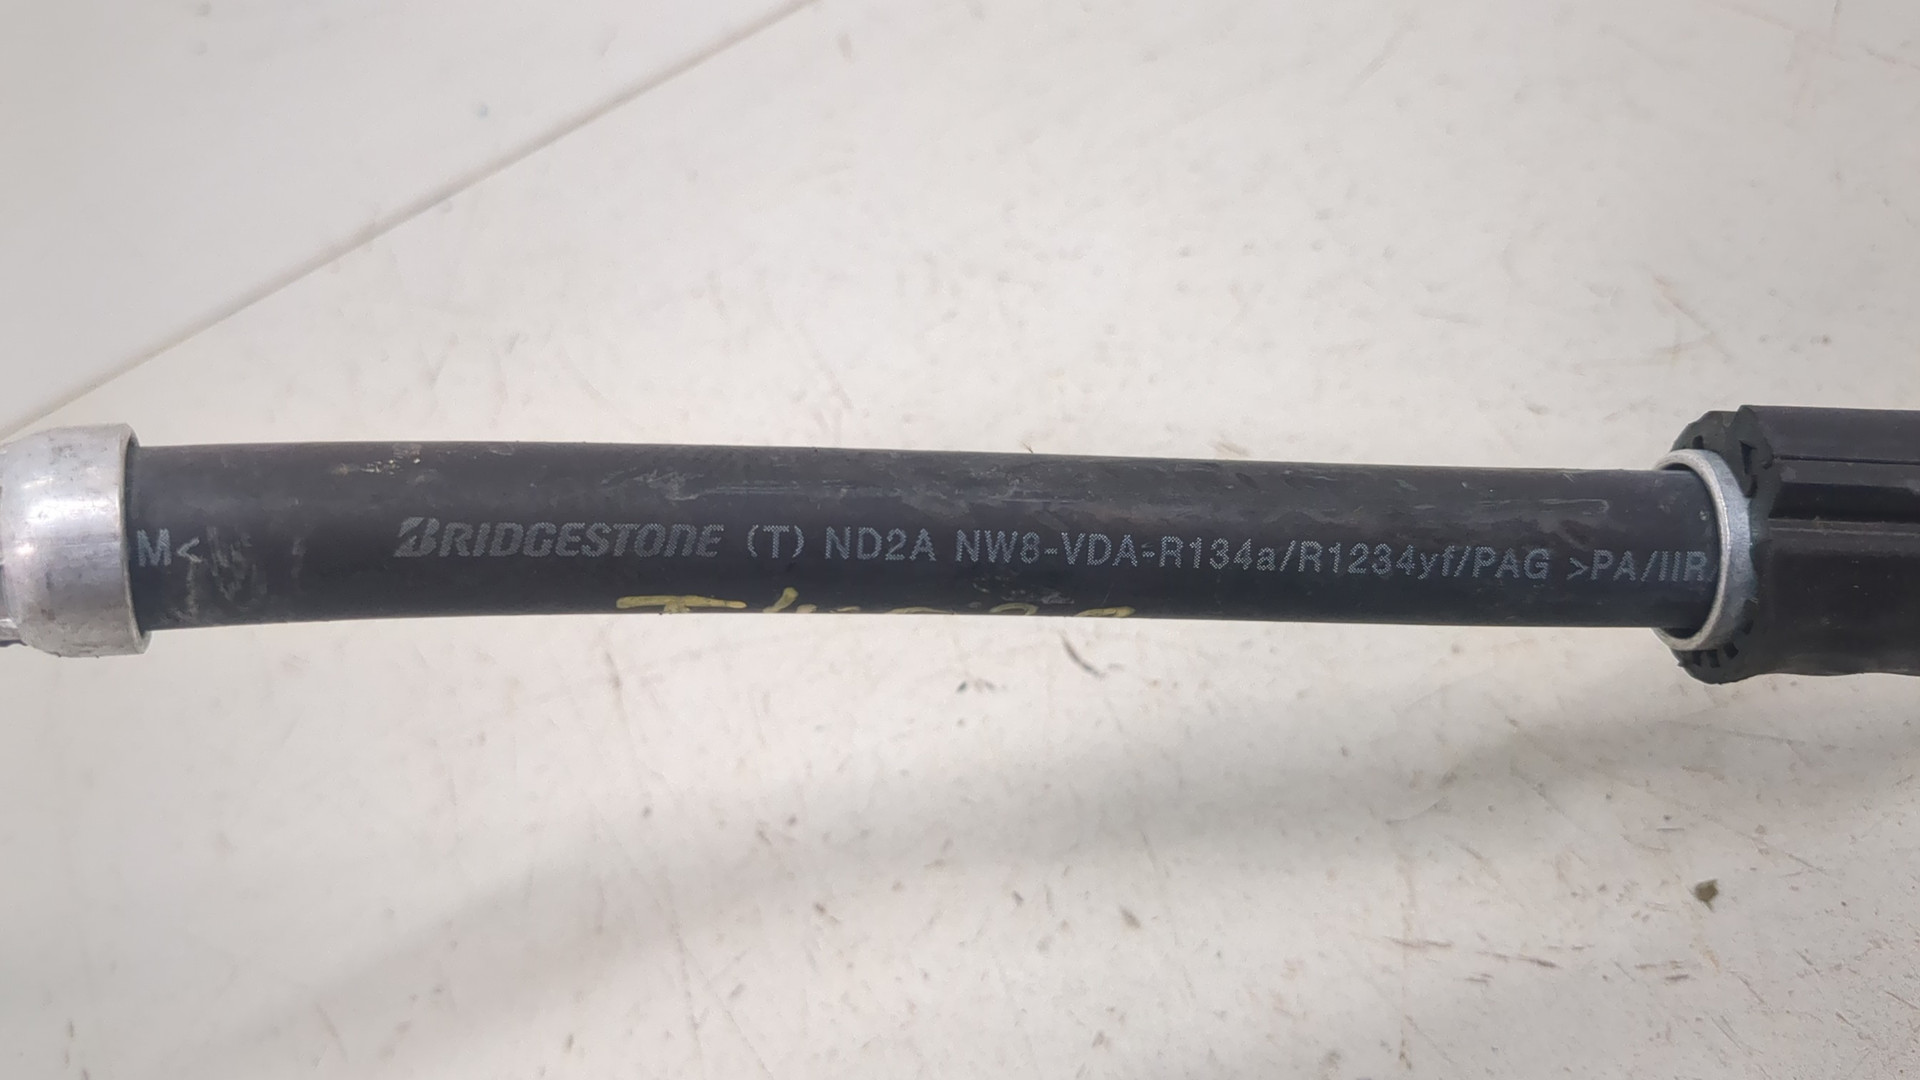 M< BRIDGESTONE (T) ND2A NW8-VDA-R134a/R1234yf/PAG >PA/IIR/